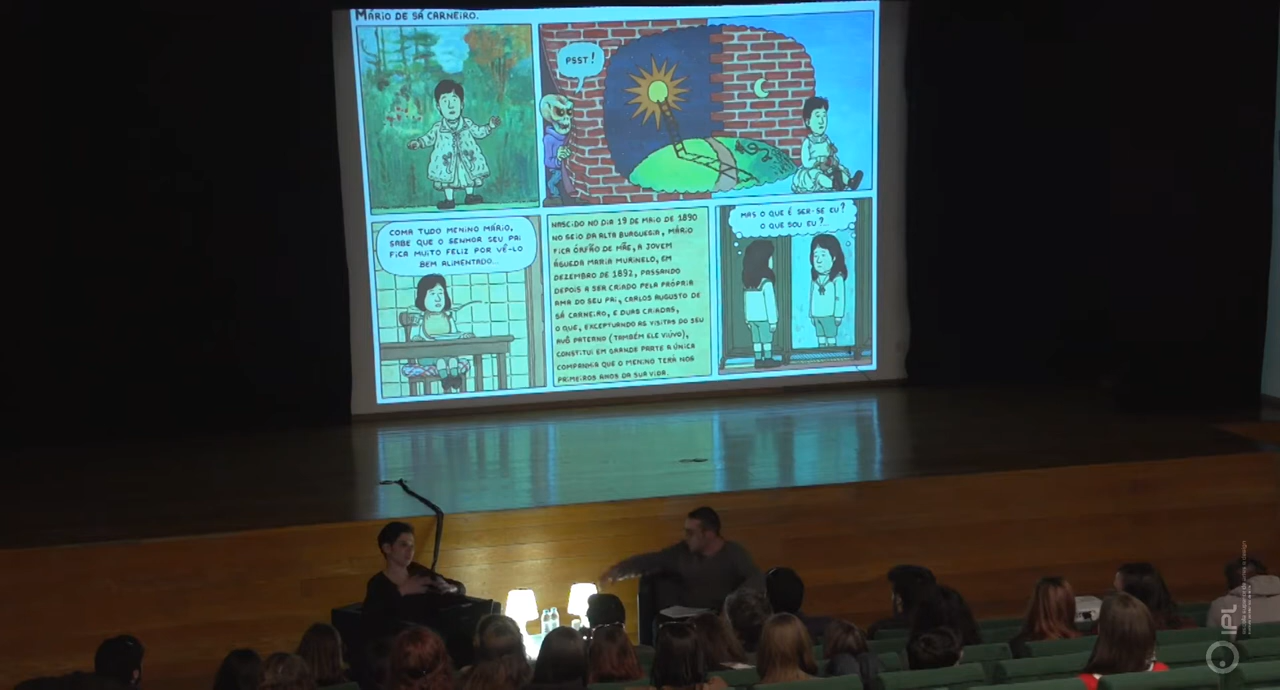 MÁRIO DE SÁ CARNEIRO.
PSST!
COMA TUDO MENINO MÁRIO,
SABE QUE O SENHOR SEU PAI
FICA MUITO FELIZ POR VÊ-LO
BEM ALIMENTADO...
NASCIDO NO DIA 19 DE MAIO DE 1890
NO SEIO DA ALTA BURGUESIA, MÁRIO
FICA ÓRFÃO DE MÃE, A JOVEM
ÁGUEDA MARIA MURINELO, EM
DEZEMBRO DE 1892, PASSANDO
DEPOIS A SER CRIADO PELA PRÓPRIA
AMA DO SEU PAI, CARLOS AUGUSTO DE
SÁ CARNEIRO, E DUAS CRIADAS,
O QUE, EXCEPTUANDO AS VISITAS DO SEU
AVÔ PATERNO (TAMBÉM ELE VIÚVO),
CONSTITUI EM GRANDE PARTE A ÚNICA
COMPANHIA QUE O MENINO TERÁ NOS
PRIMEIROS ANOS DA SUA VIDA.
MAS O QUE É SER-SE EU?
O QUE SOU EU?...
IPL